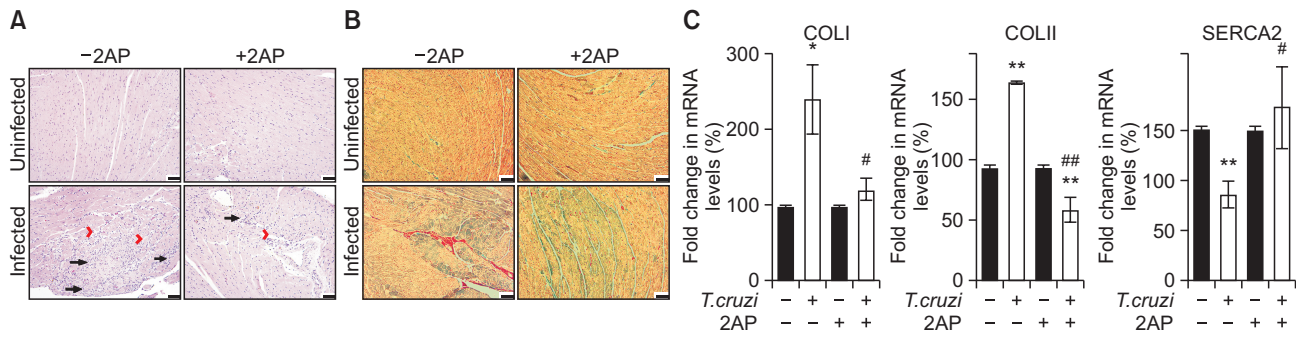 A
−2AP
+2AP
Uninfected
Infected
B
−2AP
+2AP
Uninfected
Infected
C
COLI
Fold change in mRNA
levels (%)
300
200
100
0
*
#
T.cruzi
− + − +
2AP
− − + +
COLII
Fold change in mRNA
levels (%)
150
100
50
0
**
##
**
T.cruzi
− + − +
2AP
− − + +
SERCA2
Fold change in mRNA
levels (%)
150
100
50
0
**
#
T.cruzi
− + − +
2AP
− − + +